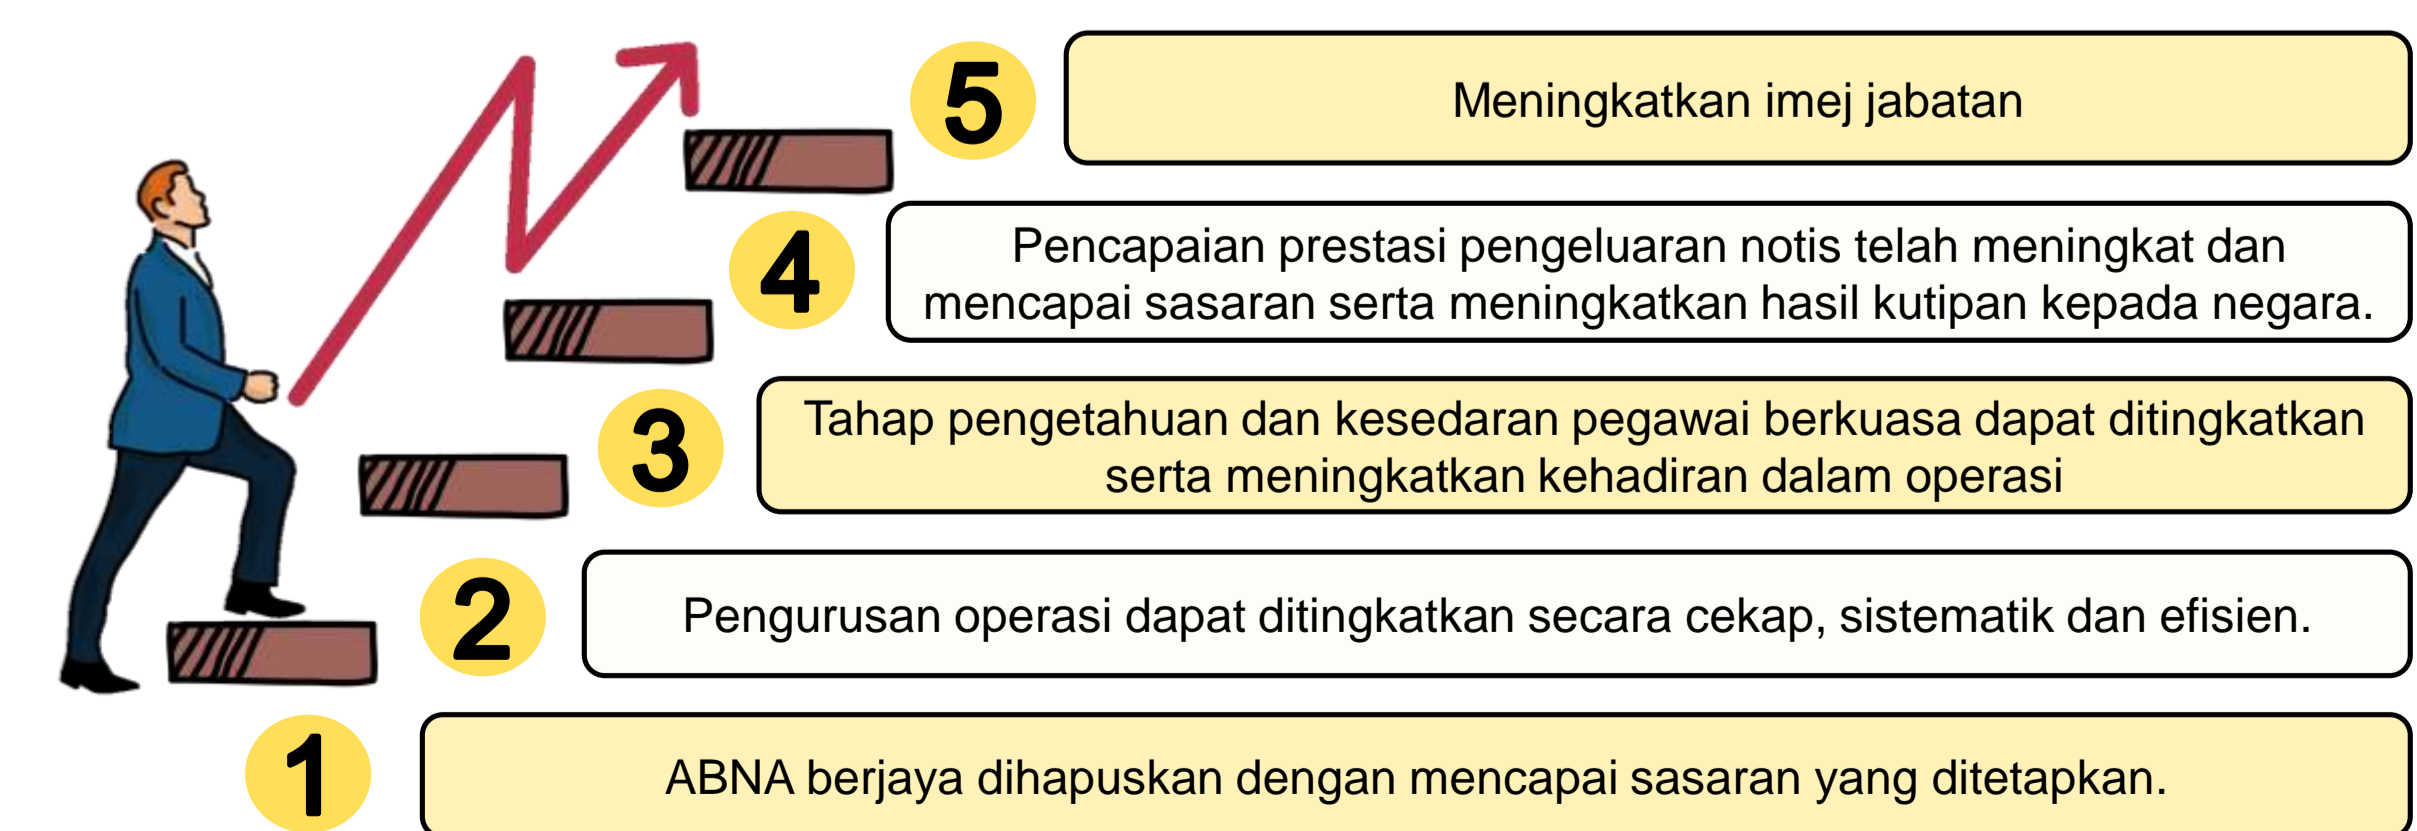 5
Meningkatkan imej jabatan
4
Pencapaian prestasi pengeluaran notis telah meningkat dan
mencapai sasaran serta meningkatkan hasil kutipan kepada negara.
3
Tahap pengetahuan dan kesedaran pegawai berkuasa dapat ditingkatkan
serta meningkatkan kehadiran dalam operasi
2
Pengurusan operasi dapat ditingkatkan secara cekap, sistematik dan efisien.
1
ABNA berjaya dihapuskan dengan mencapai sasaran yang ditetapkan.